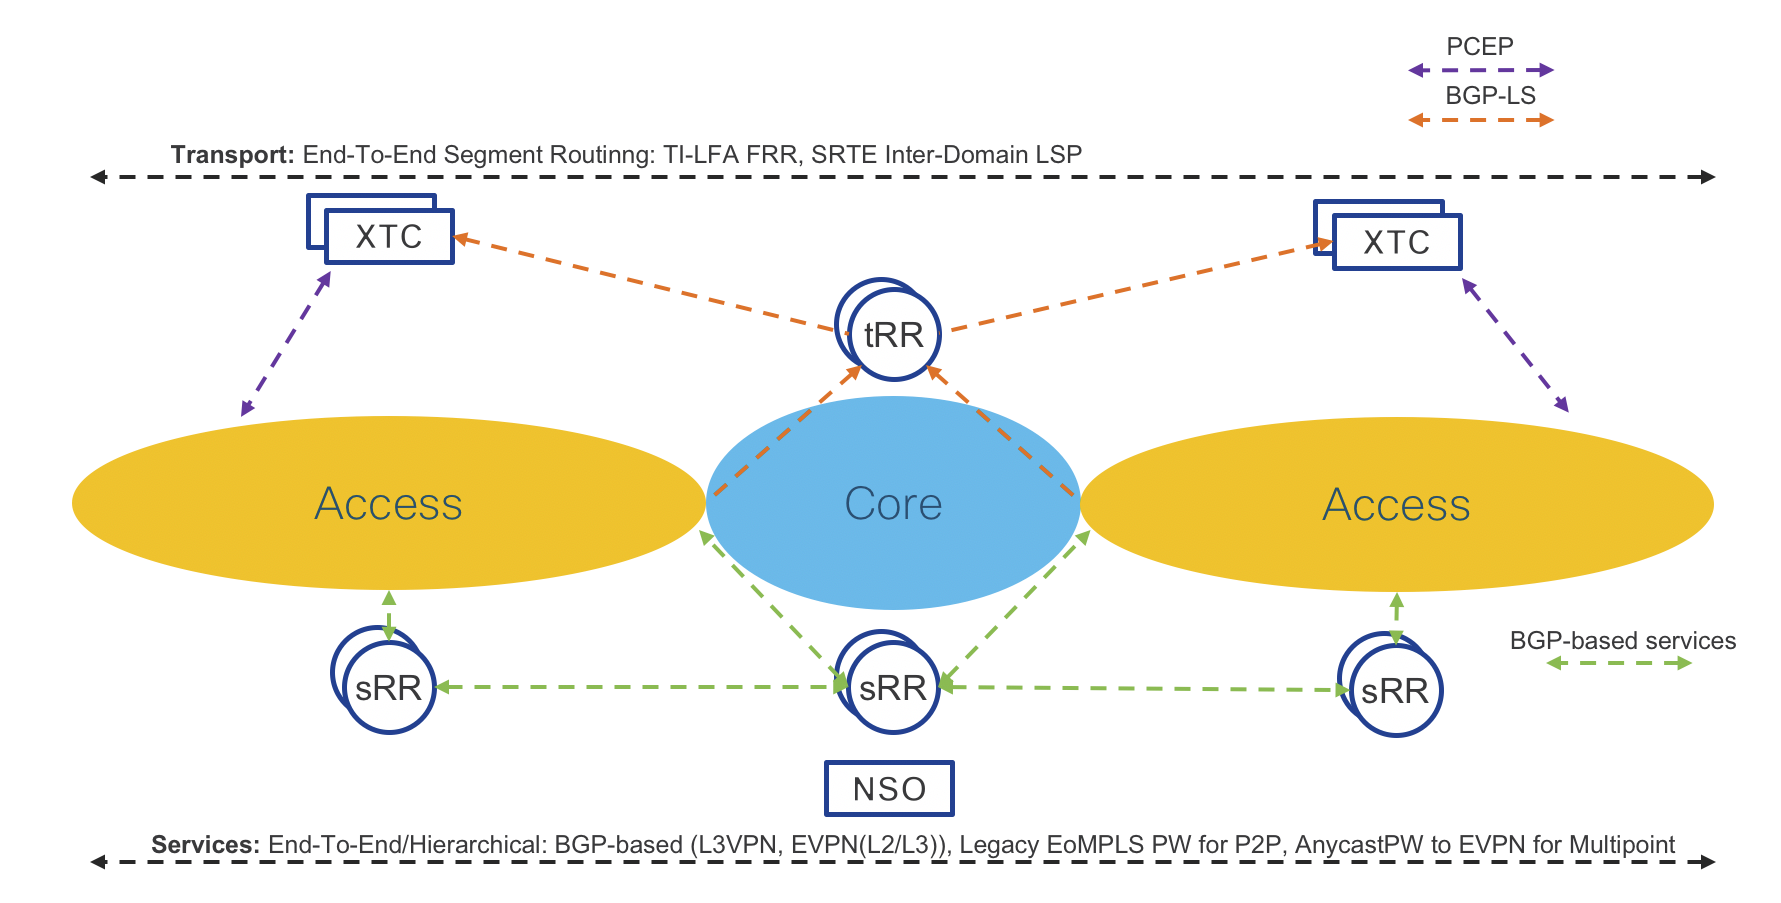 PCEP
BGP-LS
Transport: End-To-End Segment Routinng: TI-LFA FRR, SRTE Inter-Domain LSP
XTC
XTC
tRR
Access
Core
Access
BGP-based services
sRR
sRR
sRR
NSO
Services: End-To-End/Hierarchical: BGP-based (L3VPN, EVPN(L2/L3)), Legacy EoMPLS PW for P2P, AnycastPW to EVPN for Multipoint